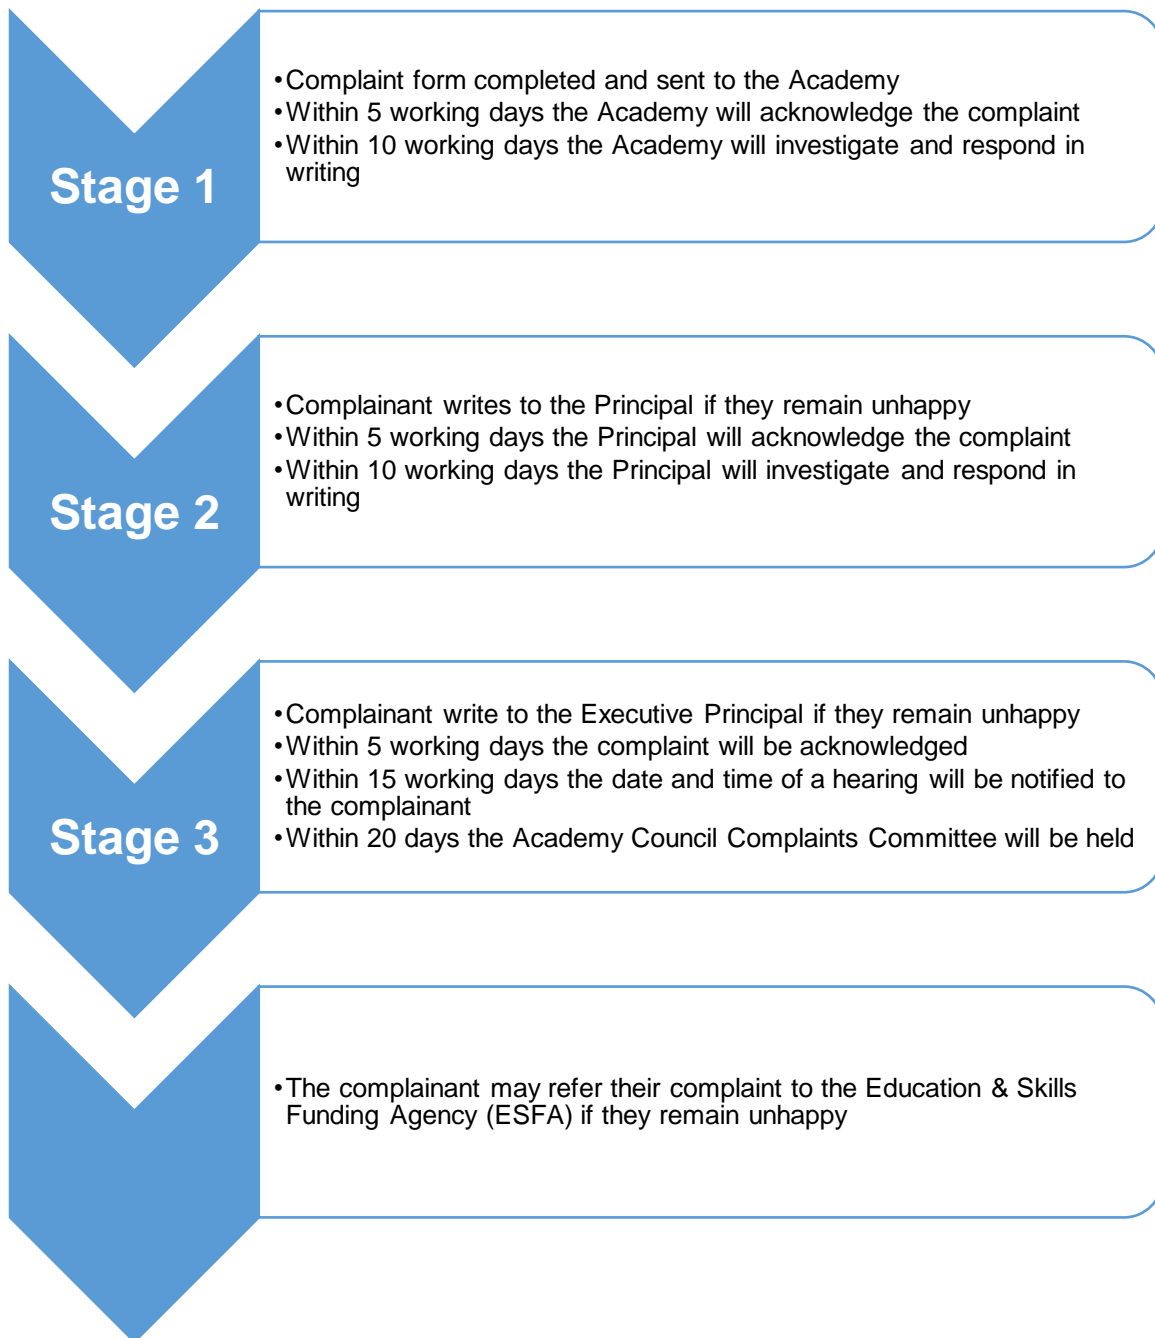 •Complaint form completed and sent to the Academy
•Within 5 working days the Academy will acknowledge the complaint
•Within 10 working days the Academy will investigate and respond in
writing
Stage 1
•Complainant writes to the Principal if they remain unhappy
•Within 5 working days the Principal will acknowledge the complaint
•Within 10 working days the Principal will investigate and respond in
writing
Stage 2
•Complainant write to the Executive Principal if they remain unhappy
•Within 5 working days the complaint will be acknowledged
•Within 15 working days the date and time of a hearing will be notified to
the complainant
•Within 20 days the Academy Council Complaints Committee will be held
Stage 3
•The complainant may refer their complaint to the Education & Skills
Funding Agency (ESFA) if they remain unhappy